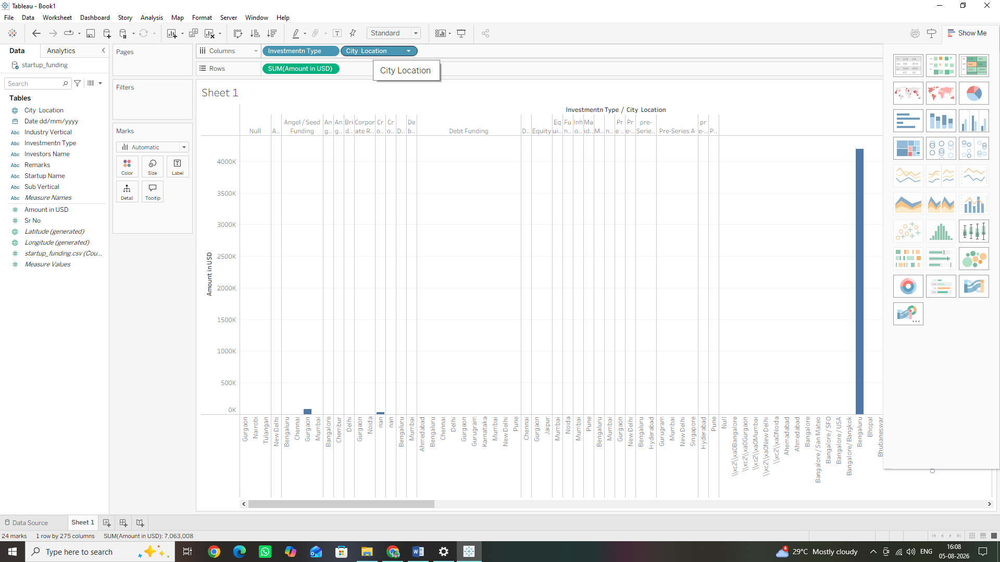 Tableau - Book1
File Data Worksheet Dashboard Story Analysis Map Format Server Window Help
Standard
Show Me
Data Analytics
startup_funding
Search
Tables
City Location
Date dd/mm/yyyy
Abc Industry Vertical
Abc Investmentn Type
Abc Investors Name
Abc Remarks
Abc Startup Name
Abc Sub Vertical
Abc Measure Names
Amount in USD
Sr No
Latitude (generated)
Longitude (generated)
startup_funding.csv (Cou...
Measure Values
Pages
Filters
Marks
Automatic
Color Size Label
Detail Tooltip
Columns Investmentn Type City Location
Rows SUM(Amount in USD)
City Location
Sheet 1
Investmentn Type / City Location
Null
A..
Angel / Seed
Funding
An
g..
An
g..
Bri
d..
Corpor
ate R..
Cr
o..
Cr
o..
D..
De
b..
Debt Funding
D..
Equity
Eq
ui..
Fu
n..
Inh
o..
Ma
id..
M..
n..
Pr
e ..
Pr
e-..
pre-
Serie..
Pre-Series A
pr
e-..
P..
Amount in USD
4000K
3500K
3000K
2500K
2000K
1500K
1000K
500K
0K
Gurgaon
Nairobi
Tulangan
New Delhi
Bengaluru
Chennai
Gurgaon
Mumbai
Bangalore
Chembur
Delhi
Gurgaon
Noida
nan
nan
Bengaluru
Mumbai
Ahmedabad
Bengaluru
Chennai
Delhi
Gurgaon
Gurugram
Karnataka
Mumbai
New Delhi
Pune
Chennai
Gurgaon
Jaipur
Mumbai
Noida
Mumbai
Pune
Bengaluru
Mumbai
Gurgaon
New Delhi
Bengaluru
Hyderabad
Gurugram
Mumbai
New Delhi
Singapore
Hyderabad
Pune
Null
\\xc2\\xa0Bangalore
\\xc2\\xa0Gurgaon
\\xc2\\xa0Mumbai
\\xc2\\xa0New Delhi
\\xc2\\xa0Noida
Ahemadabad
Ahmedabad
Bangalore
Bangalore / San Mateo
Bangalore / SFO
Bangalore / USA
Bangalore/ Bangkok
Bengaluru
Bhopal
Bhubaneswar
Data Source Sheet 1
24 marks 1 row by 275 columns SUM(Amount in USD): 7,063,008
Type here to search
6
29°C Mostly cloudy
ENG
16:08
05-08-2026